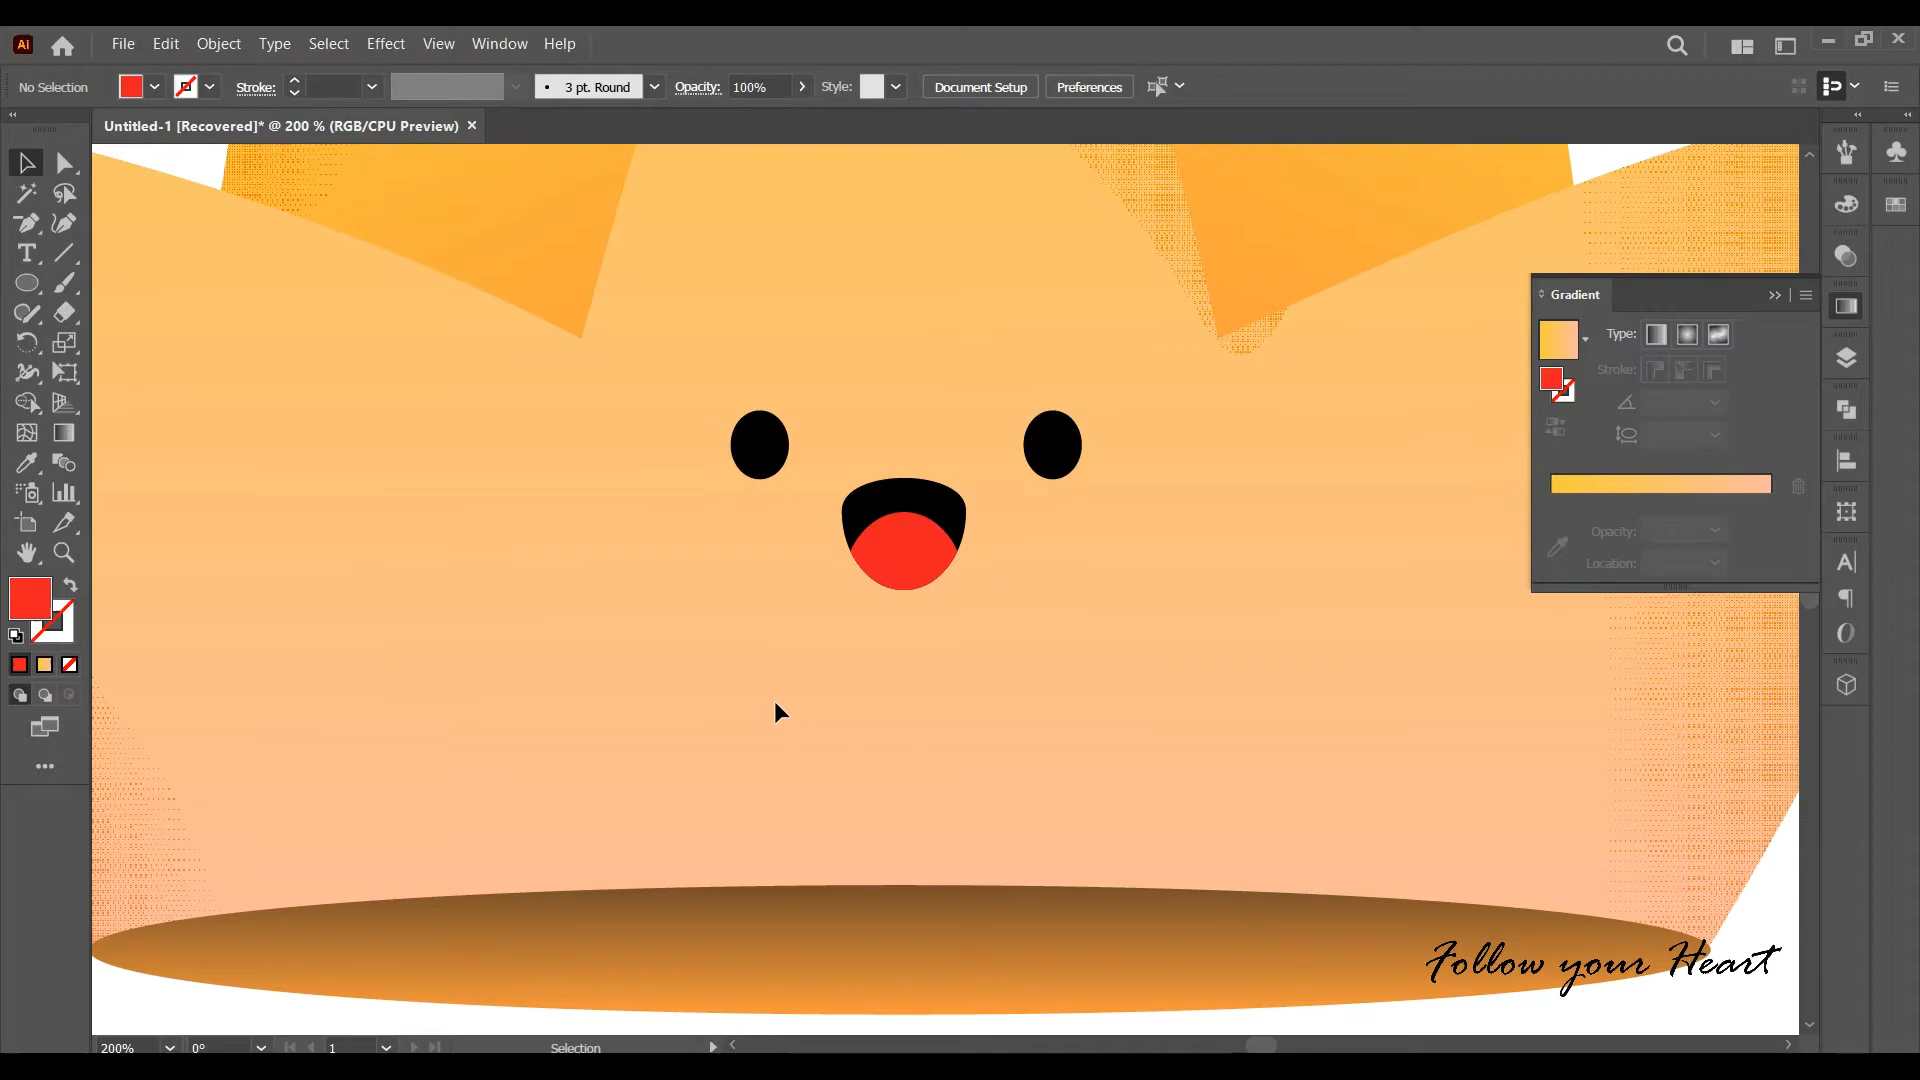 Ai File Edit Object Type Select Effect View Window Help
No Selection Stroke: 3 pt. Round Opacity: 100% Style: Document Setup Preferences
Untitled-1 [Recovered]* @ 200 % (RGB/CPU Preview)
Gradient
Type:
Stroke:
Opacity:
Location:
Follow your Heart
200% 0° 1 Selection